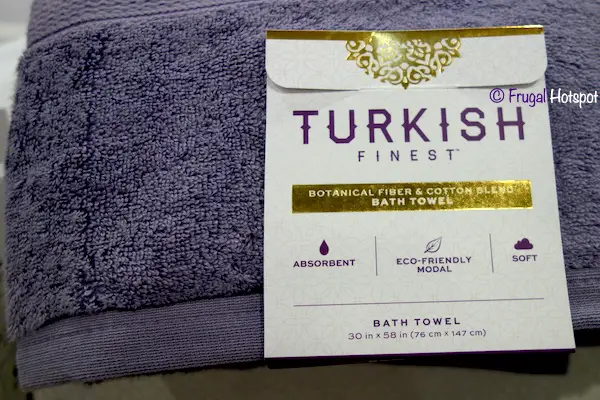 © Frugal Hotspot
TURKISH
FINEST™
BOTANICAL FIBER & COTTON BLEND
BATH TOWEL
ABSORBENT
ECO-FRIENDLY
MODAL
SOFT
BATH TOWEL
30 in x 58 in (76 cm x 147 cm)